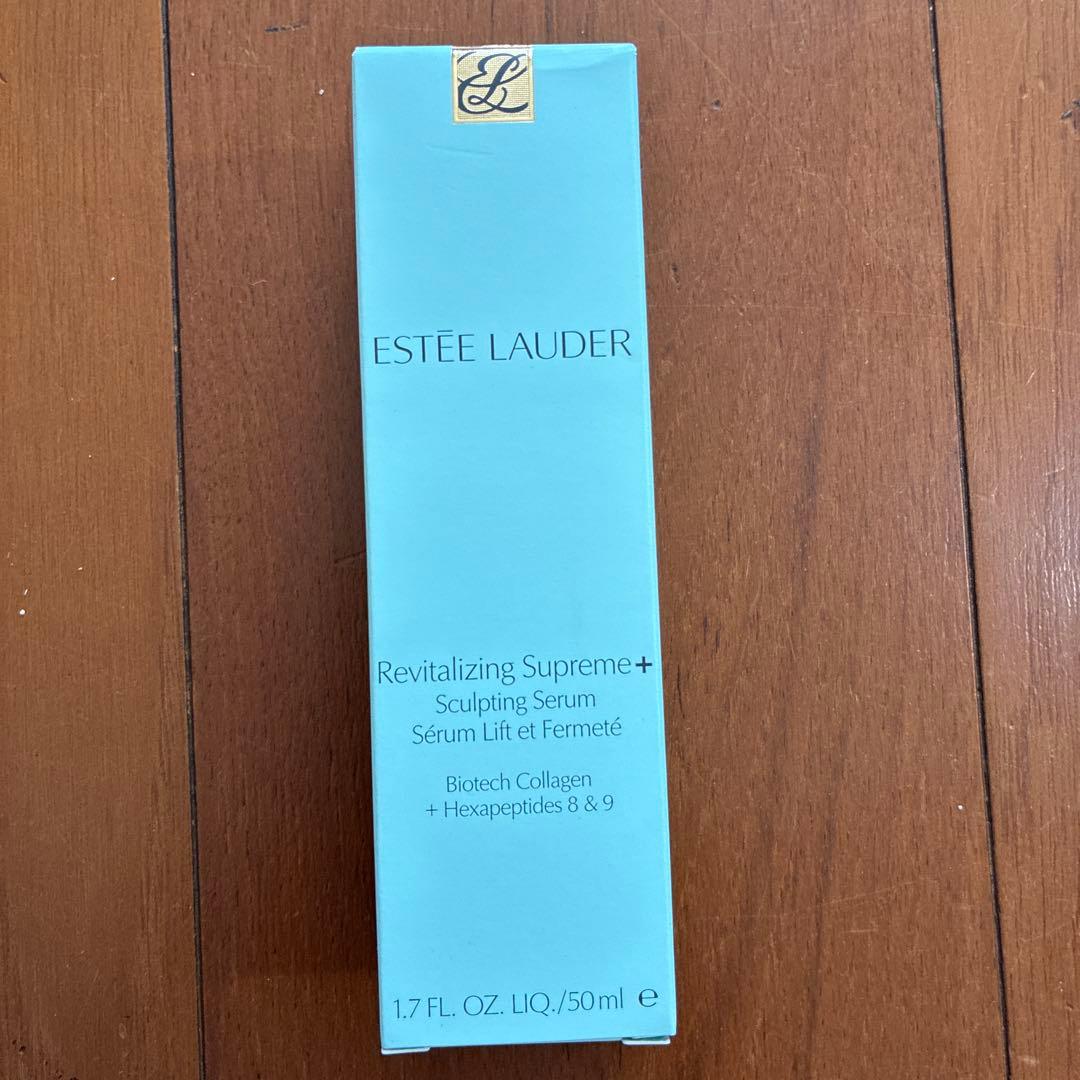 EL
ESTĒE LAUDER
Revitalizing Supreme+
Sculpting Serum
Sérum Lift et Fermeté
Biotech Collagen
+ Hexapeptides 8 & 9
1.7 FL. OZ. LIQ./50 ml ℮